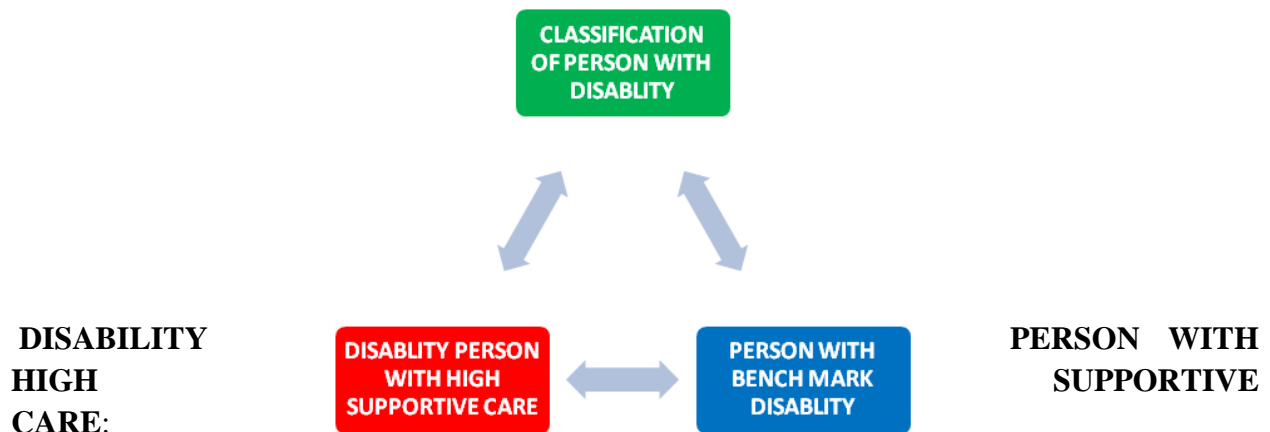 CLASSIFICATION
OF PERSON WITH
DISABLITY
DISABLITY PERSON
WITH HIGH
SUPPORTIVE CARE
PERSON WITH
BENCH MARK
DISABLITY
DISABILITY PERSON WITH
HIGH SUPPORTIVE
CARE: